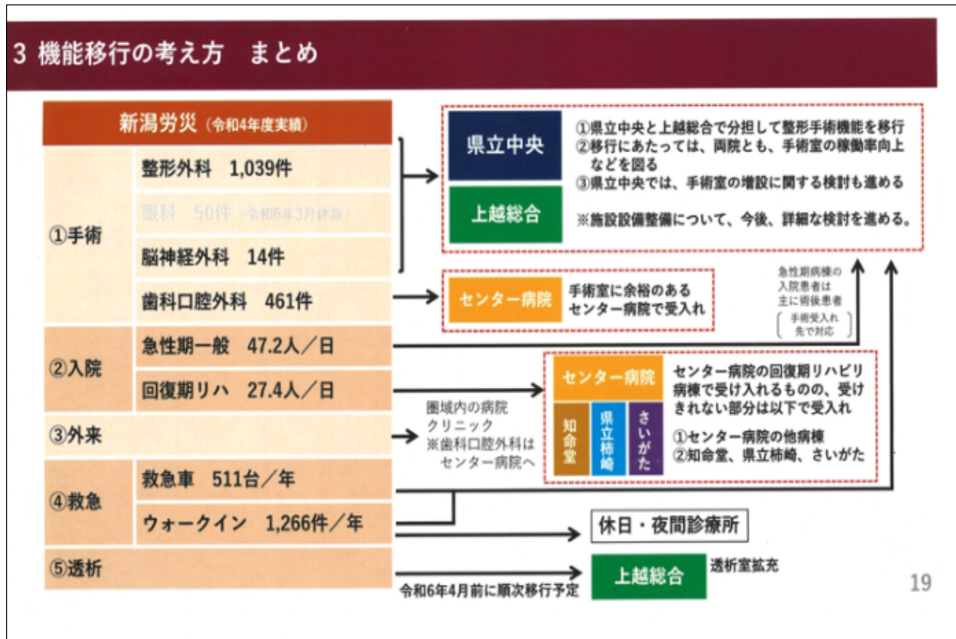 3 機能移行の考え方 まとめ
新潟労災（令和4年度実績）
①手術
整形外科 1,039件
眼科 50件（令和5年3月休診）
脳神経外科 14件
歯科口腔外科 461件
②入院
急性期一般 47.2人／日
回復期リハ 27.4人／日
③外来
④救急
救急車 511台／年
ウォークイン 1,266件／年
⑤透析
県立中央
上越総合
①県立中央と上越総合で分担して整形手術機能を移行
②移行にあたっては、両院とも、手術室の稼働率向上
などを図る
③県立中央では、手術室の増設に関する検討も進める
※施設設備整備について、今後、詳細な検討を進める。
センター病院
手術室に余裕のある
センター病院で受入れ
急性期病棟の
入院患者は
主に術後患者
手術受入れ
先で対応
センター病院
知命堂
県立柿崎
さいがた
センター病院の回復期リハビリ
病棟で受け入れるものの、受け
きれない部分は以下で受入れ
①センター病院の他病棟
②知命堂、県立柿崎、さいがた
圏域内の病院
クリニック
※歯科口腔外科は
センター病院へ
休日・夜間診療所
令和6年4月前に順次移行予定
上越総合
透析室拡充
19